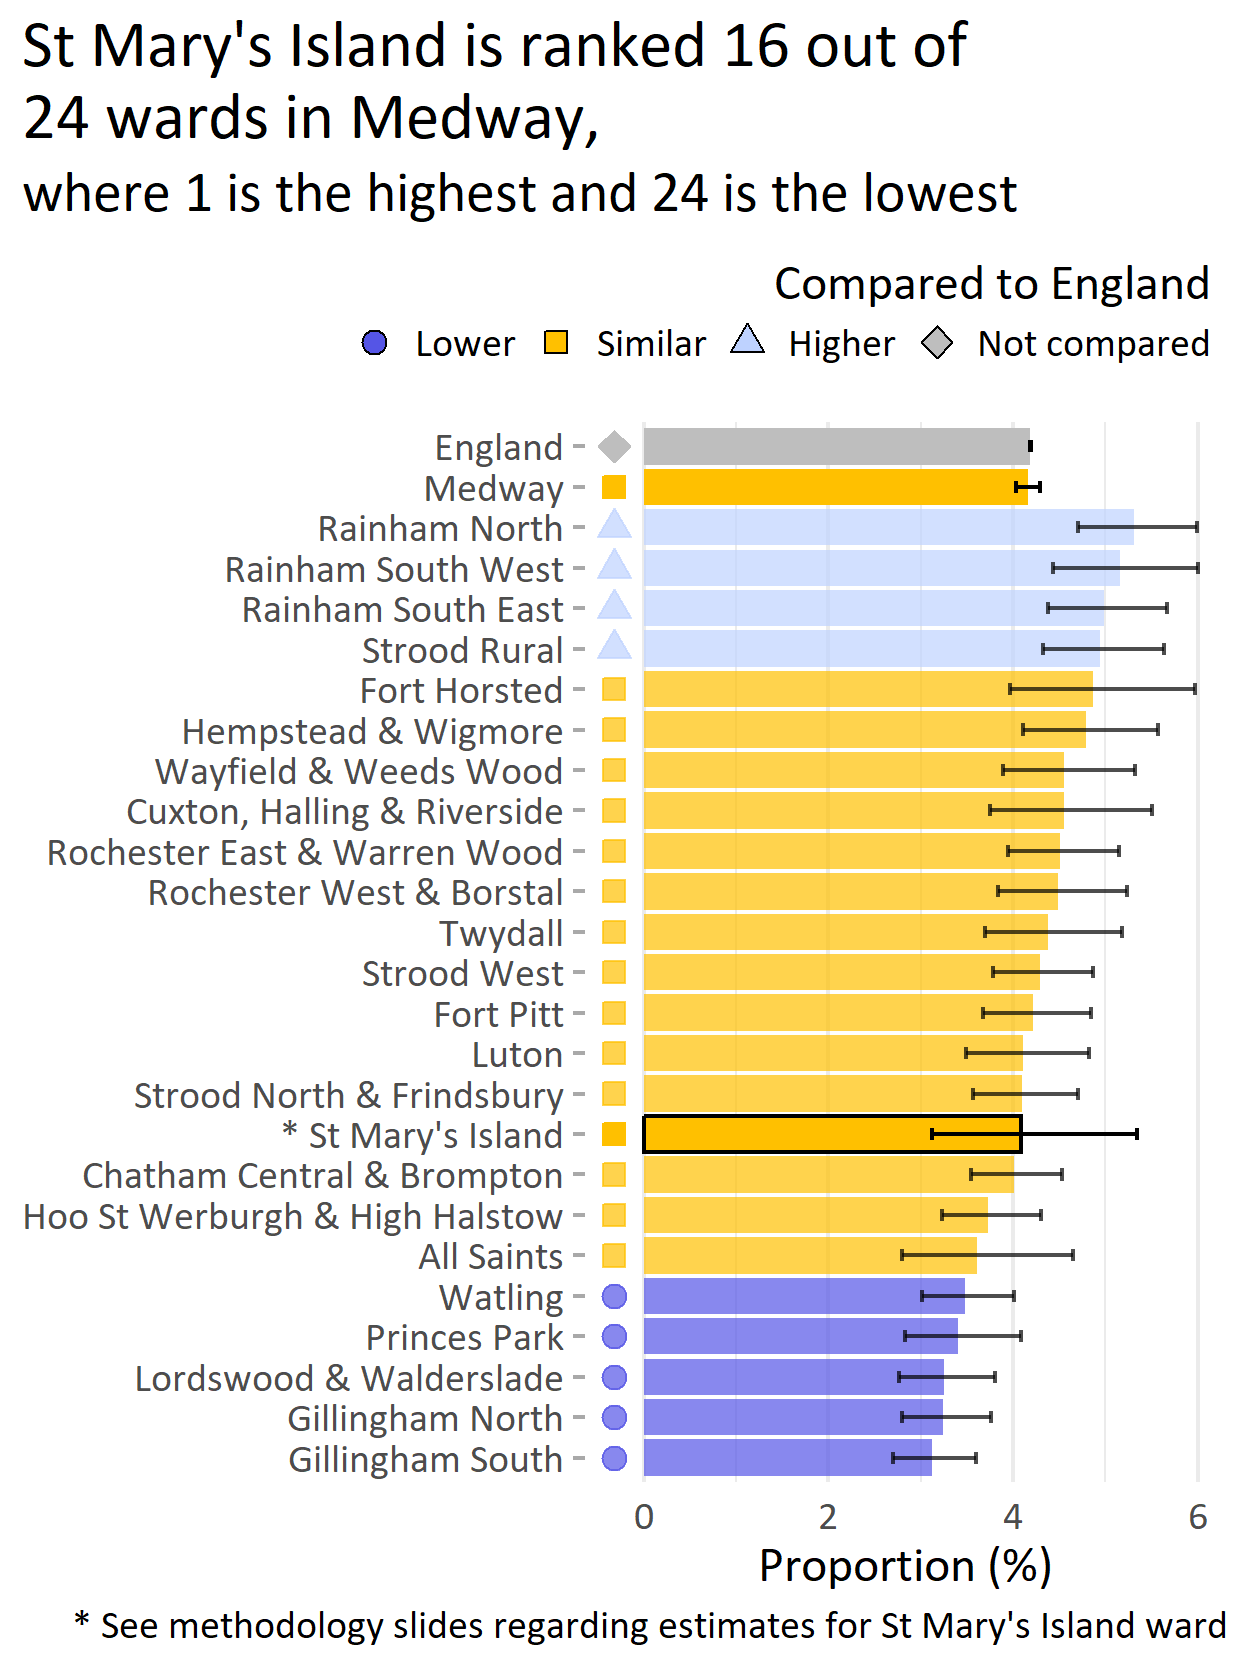 St Mary's Island is ranked 16 out of
24 wards in Medway,
where 1 is the highest and 24 is the lowest
Compared to England
Lower Similar Higher Not compared
England
Medway
Rainham North
Rainham South West
Rainham South East
Strood Rural
Fort Horsted
Hempstead & Wigmore
Wayfield & Weeds Wood
Cuxton, Halling & Riverside
Rochester East & Warren Wood
Rochester West & Borstal
Twydall
Strood West
Fort Pitt
Luton
Strood North & Frindsbury
* St Mary's Island
Chatham Central & Brompton
Hoo St Werburgh & High Halstow
All Saints
Watling
Princes Park
Lordswood & Walderslade
Gillingham North
Gillingham South
0 2 4 6
Proportion (%)
* See methodology slides regarding estimates for St Mary's Island ward